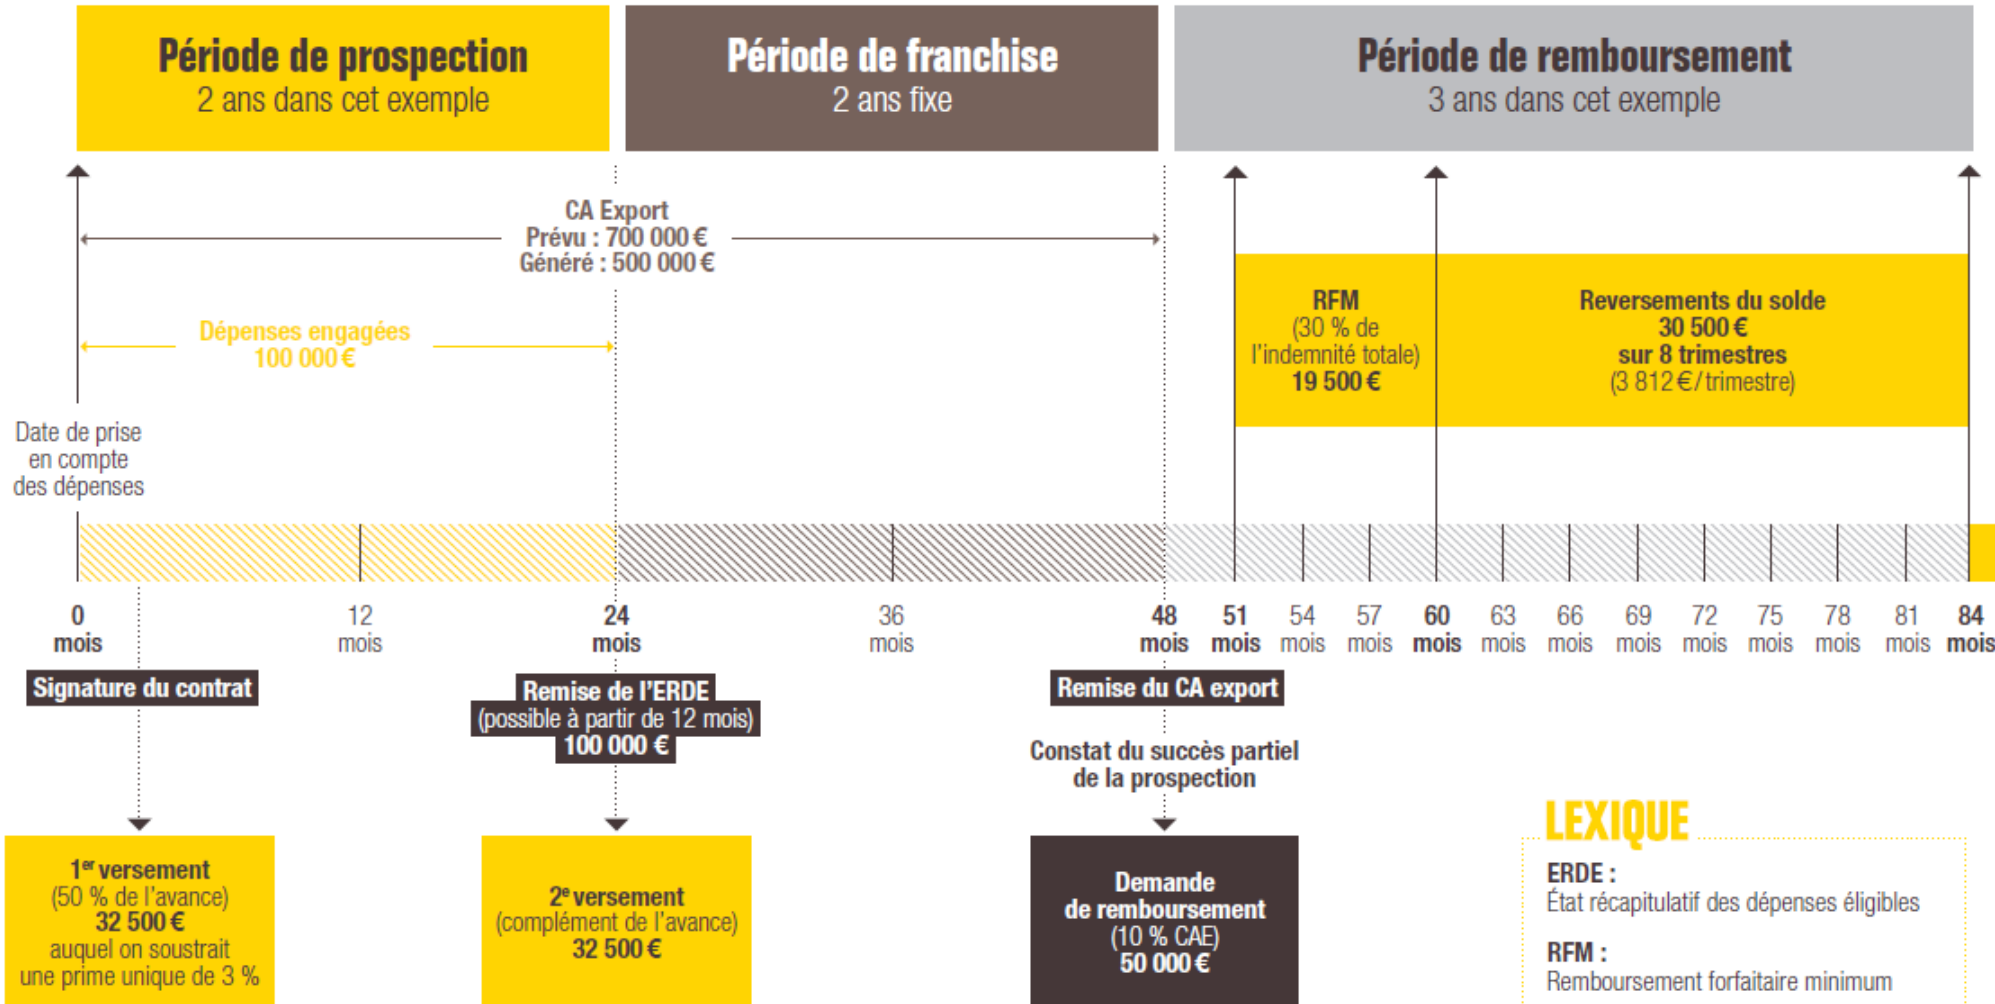 Période de prospection
2 ans dans cet exemple
Période de franchise
2 ans fixe
Période de remboursement
3 ans dans cet exemple
CA Export
Prévu : 700 000 €
Généré : 500 000 €
Dépenses engagées
100 000 €
RFM
(30 % de
l'indemnité totale)
19 500 €
Reversements du solde
30 500 €
sur 8 trimestres
(3 812 €/trimestre)
Date de prise
en compte
des dépenses
0
mois
12
mois
24
mois
36
mois
48
mois
51
mois
54
mois
57
mois
60
mois
63
mois
66
mois
69
mois
72
mois
75
mois
78
mois
81
mois
84
mois
Signature du contrat
Remise de l'ERDE
(possible à partir de 12 mois)
100 000 €
Remise du CA export
Constat du succès partiel
de la prospection
1er versement
(50 % de l'avance)
32 500 €
auquel on soustrait
une prime unique de 3 %
2e versement
(complément de l'avance)
32 500 €
Demande
de remboursement
(10 % CAE)
50 000 €
LEXIQUE
ERDE :
État récapitulatif des dépenses éligibles
RFM :
Remboursement forfaitaire minimum